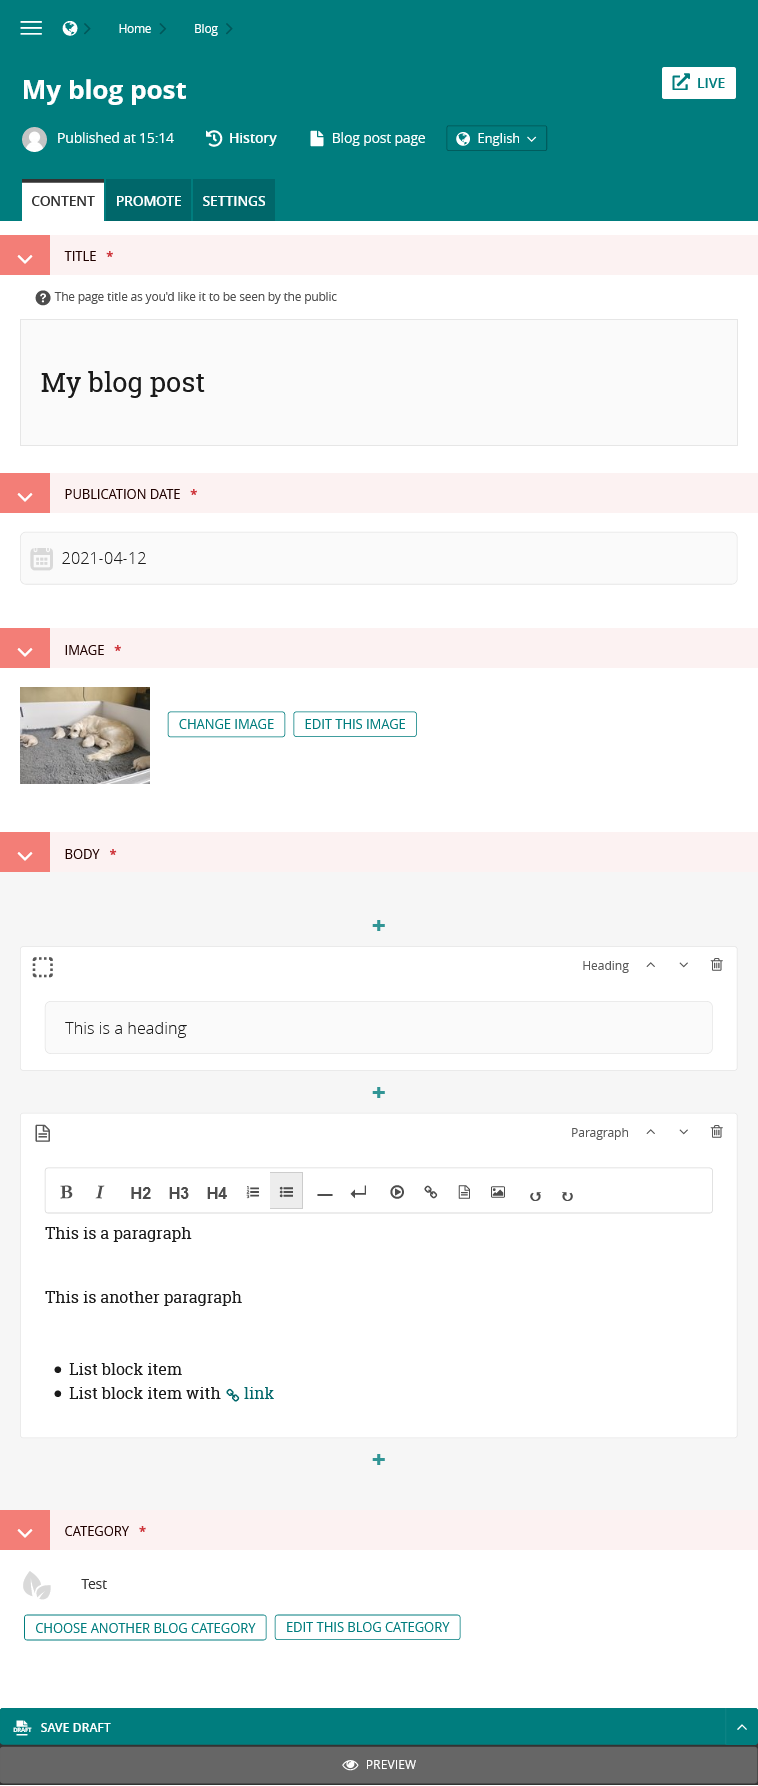 Home
Blog
My blog post
LIVE
Published at 15:14
History
Blog post page
English
CONTENT
PROMOTE
SETTINGS
TITLE *
The page title as you'd like it to be seen by the public
My blog post
PUBLICATION DATE *
2021-04-12
IMAGE *
CHANGE IMAGE
EDIT THIS IMAGE
BODY *
Heading
This is a heading
Paragraph
B I H2 H3 H4
This is a paragraph
This is another paragraph
List block item
List block item with link
CATEGORY *
Test
CHOOSE ANOTHER BLOG CATEGORY
EDIT THIS BLOG CATEGORY
DRAFT SAVE DRAFT
PREVIEW